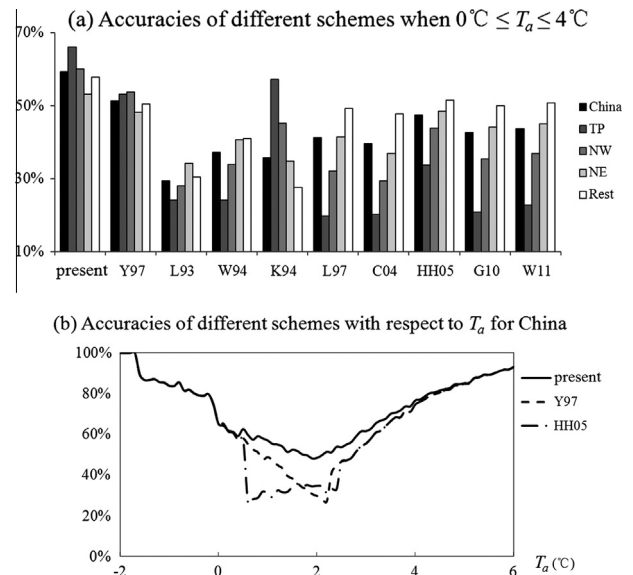 (a) Accuracies of different schemes when 0℃ ≤ Ta ≤ 4℃
70%
50%
30%
10%
present Y97 L93 W94 K94 L97 C04 HH05 G10 W11
China
TP
NW
NE
Rest
(b) Accuracies of different schemes with respect to Ta for China
100%
80%
60%
40%
20%
0%
-2 0 2 4 6
Ta (℃)
present
Y97
HH05